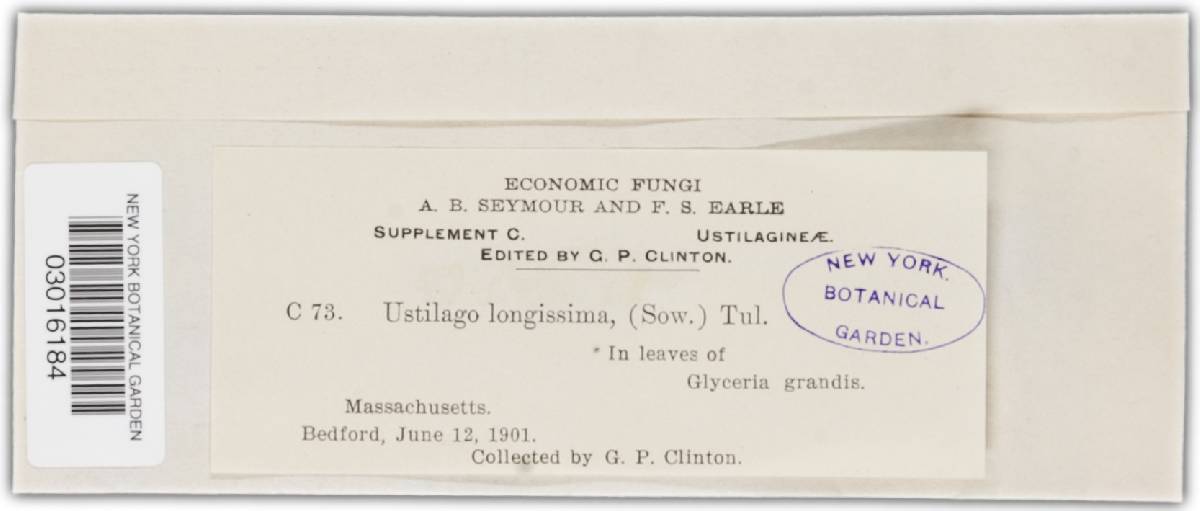 ECONOMIC FUNGI
A. B. SEYMOUR AND F. S. EARLE
SUPPLEMENT C. USTILAGINEÆ.
EDITED BY G. P. CLINTON.
C 73. Ustilago longissima, (Sow.) Tul.
* In leaves of
Glyceria grandis.
Massachusetts.
Bedford, June 12, 1901.
Collected by G. P. Clinton.
NEW YORK.
BOTANICAL
GARDEN.
NEW YORK BOTANICAL GARDEN
03016184